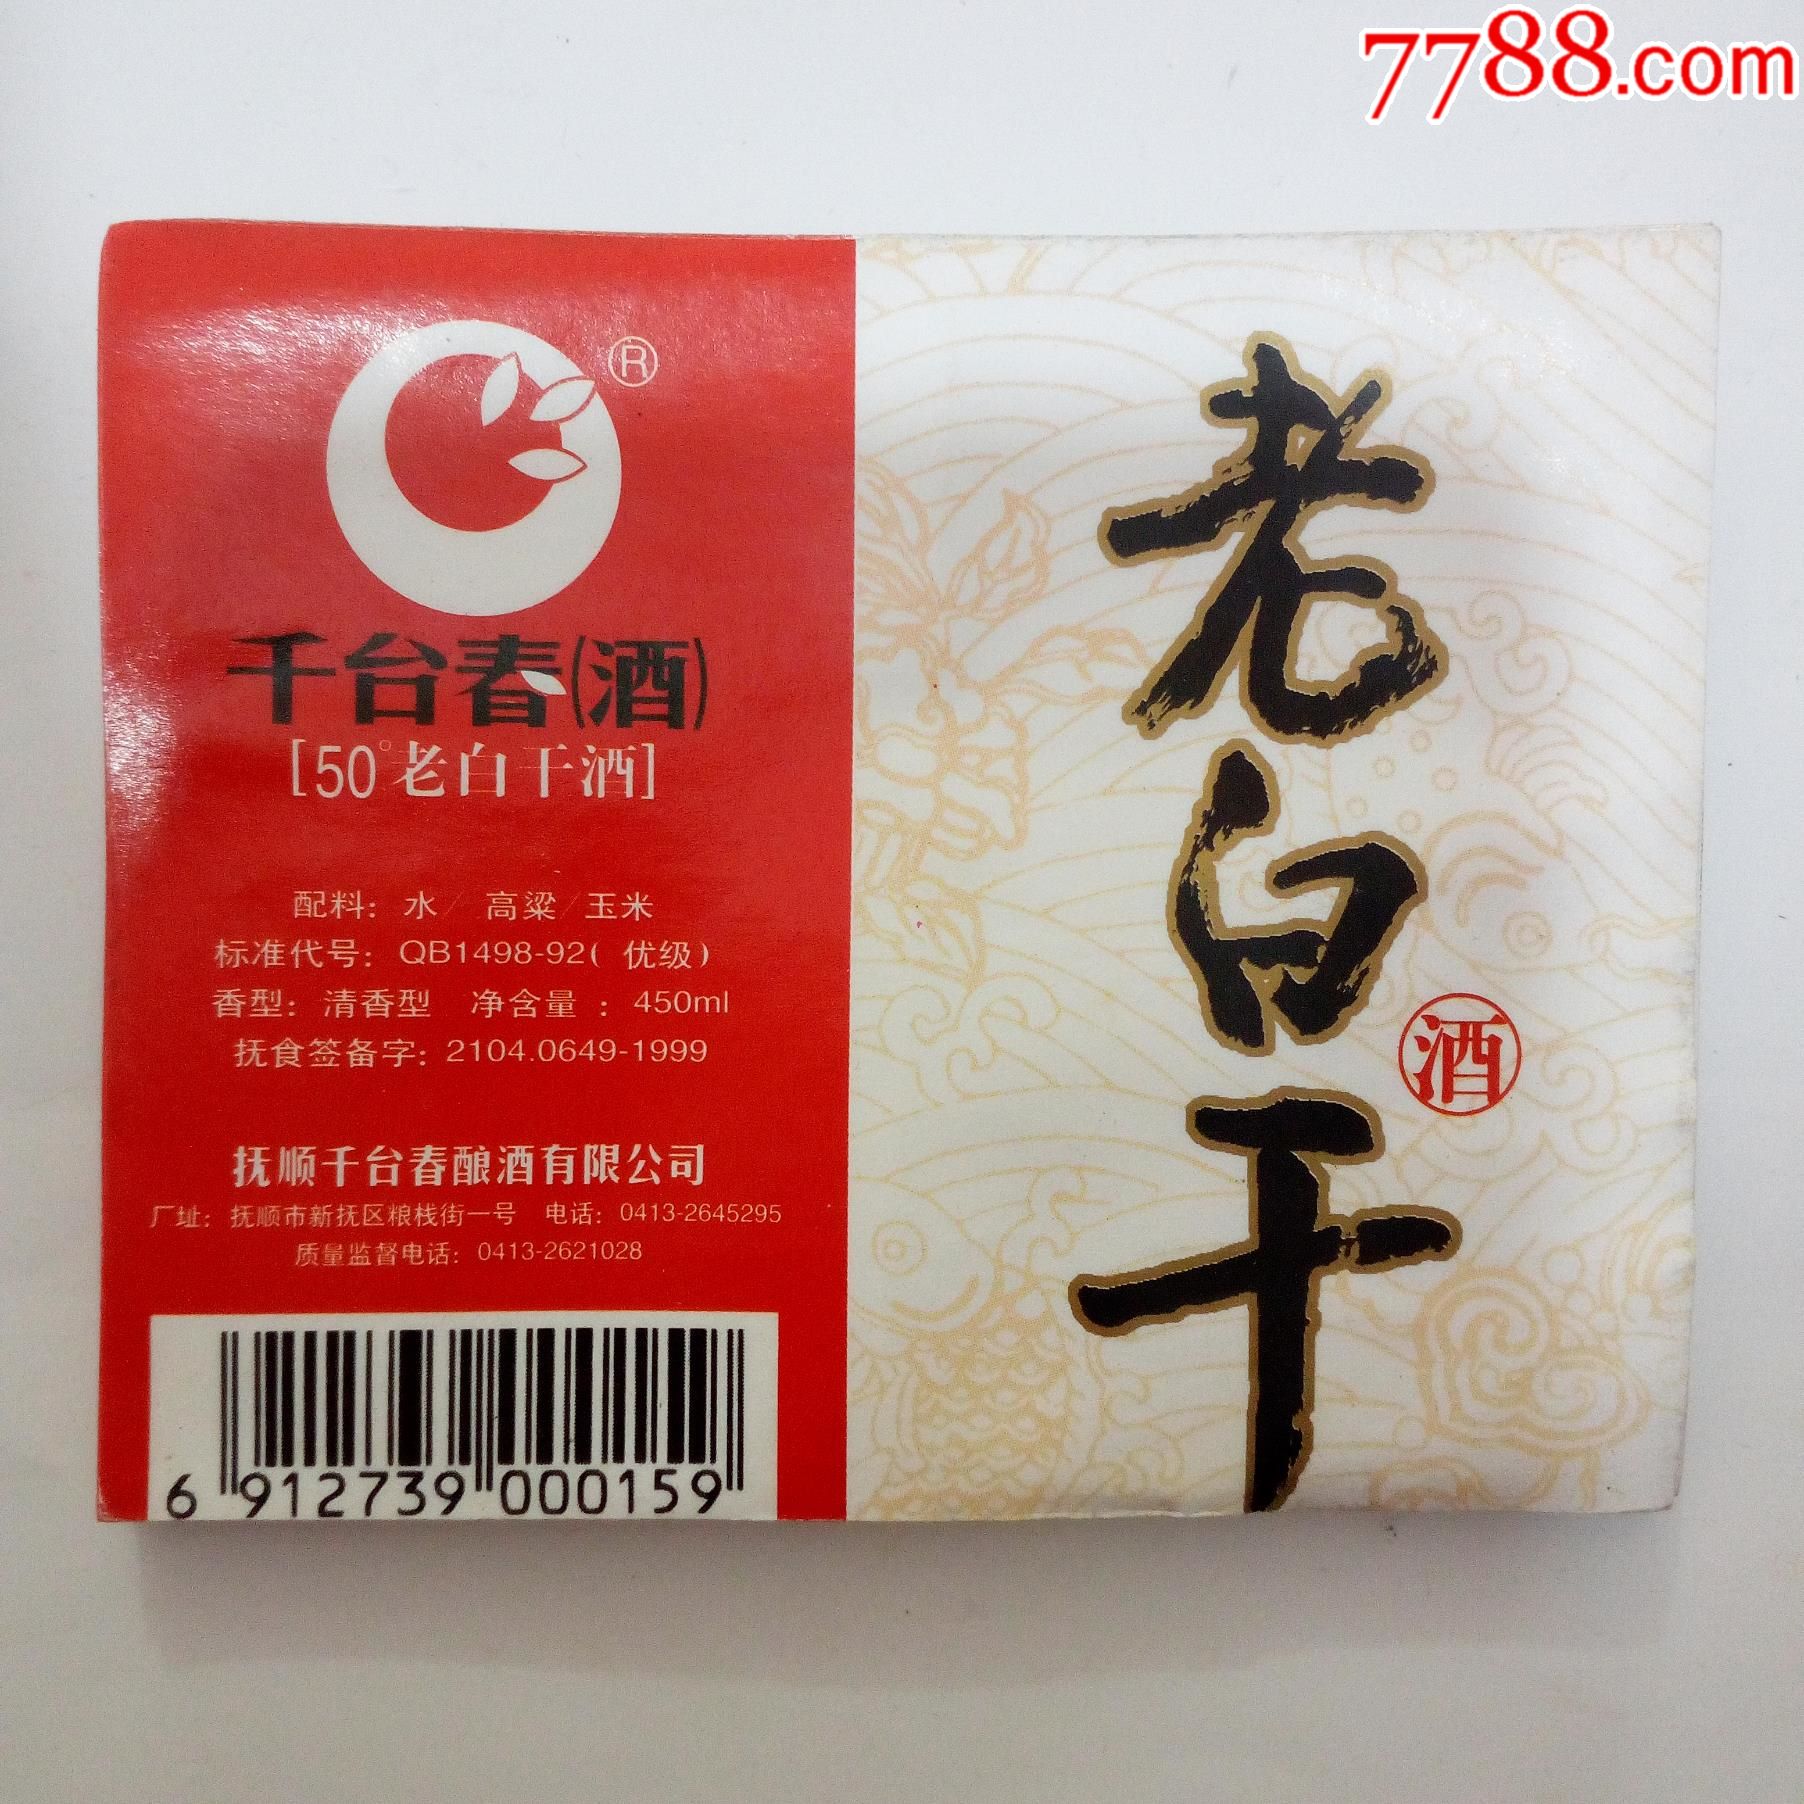 7788.com
®
千台春(酒)
[50°老白干酒]
配料：水/ 高粱/玉米
标准代号：QB1498-92( 优级)
香型：清香型 净含量：450ml
抚食签备字：2104.0649-1999
抚顺千台春酿酒有限公司
厂址：抚顺市新抚区粮栈街一号 电话：0413-2645295
质量监督电话：0413-2621028
6 912739 000159
老白干
酒